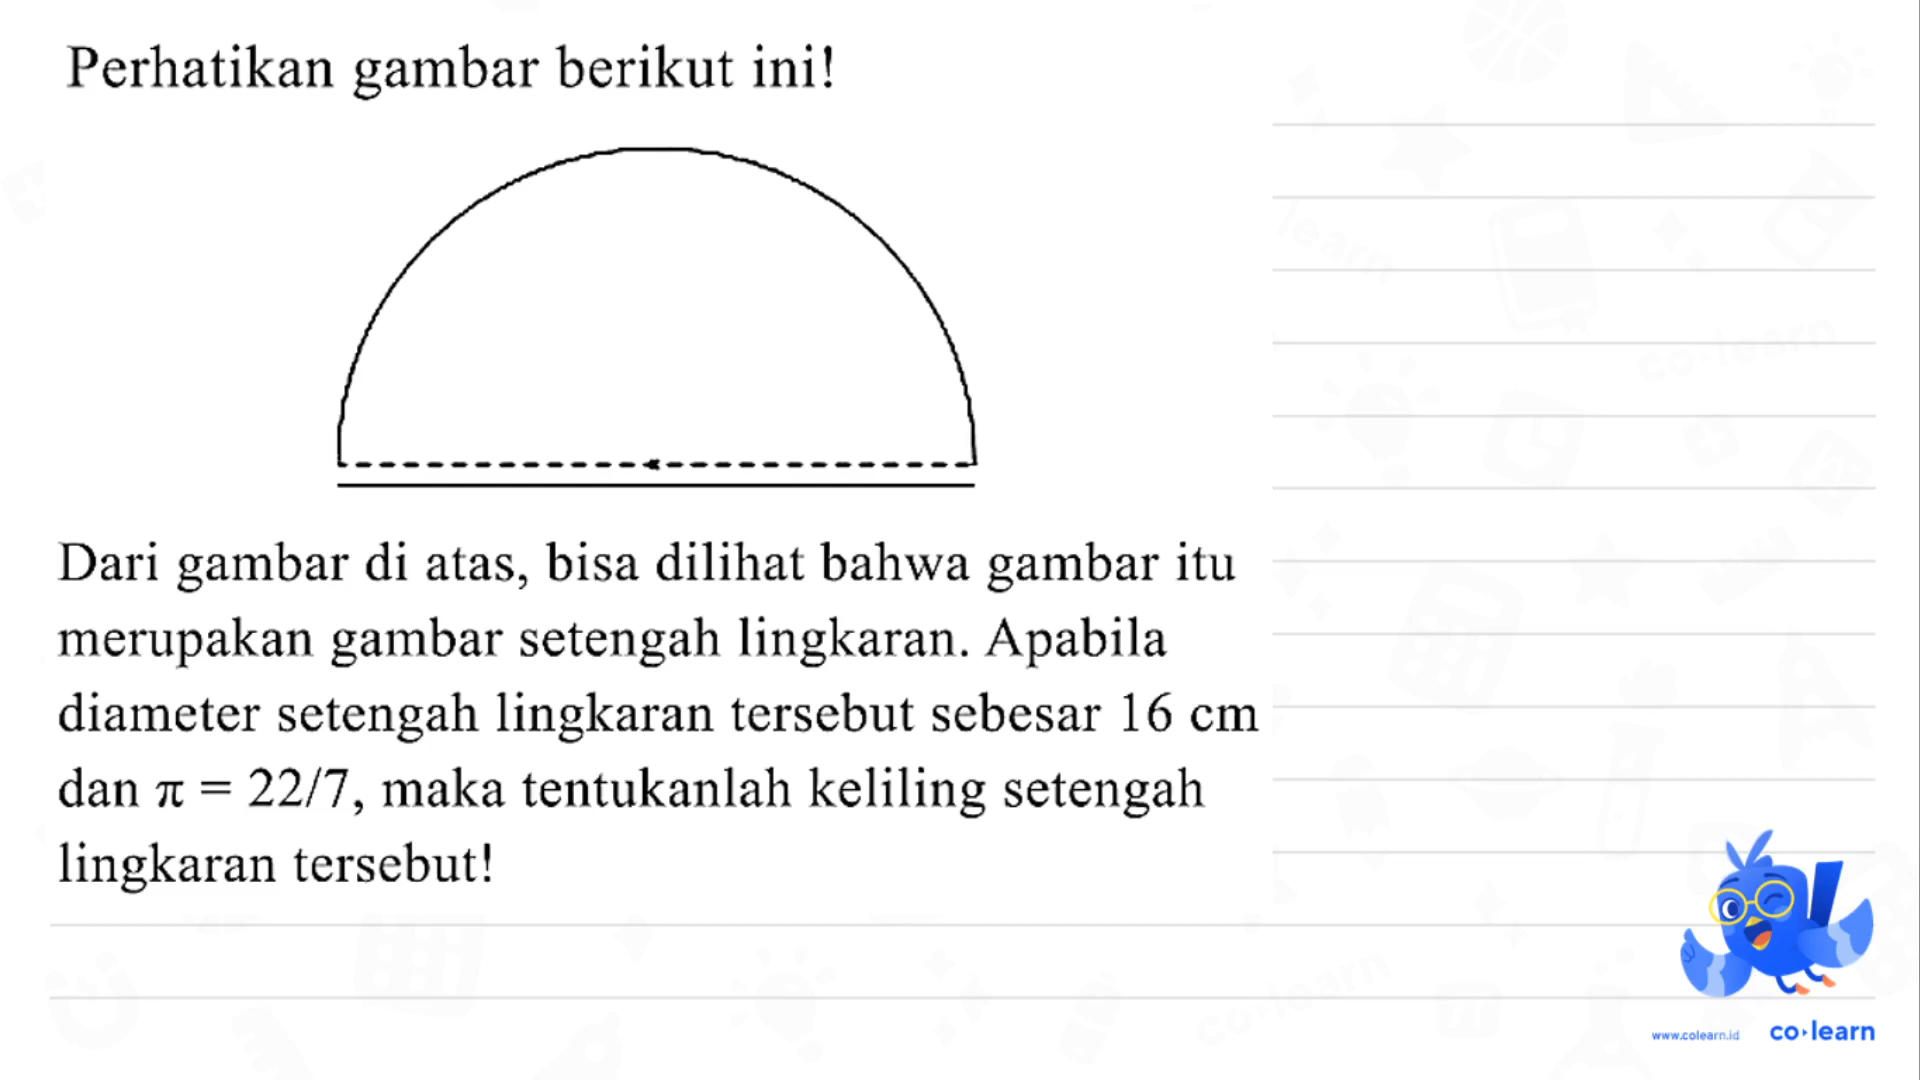 Perhatikan gambar berikut ini!
Dari gambar di atas, bisa dilihat bahwa gambar itu
merupakan gambar setengah lingkaran. Apabila
diameter setengah lingkaran tersebut sebesar 16 cm
dan π = 22/7, maka tentukanlah keliling setengah
lingkaran tersebut!
www.colearn.id co·learn